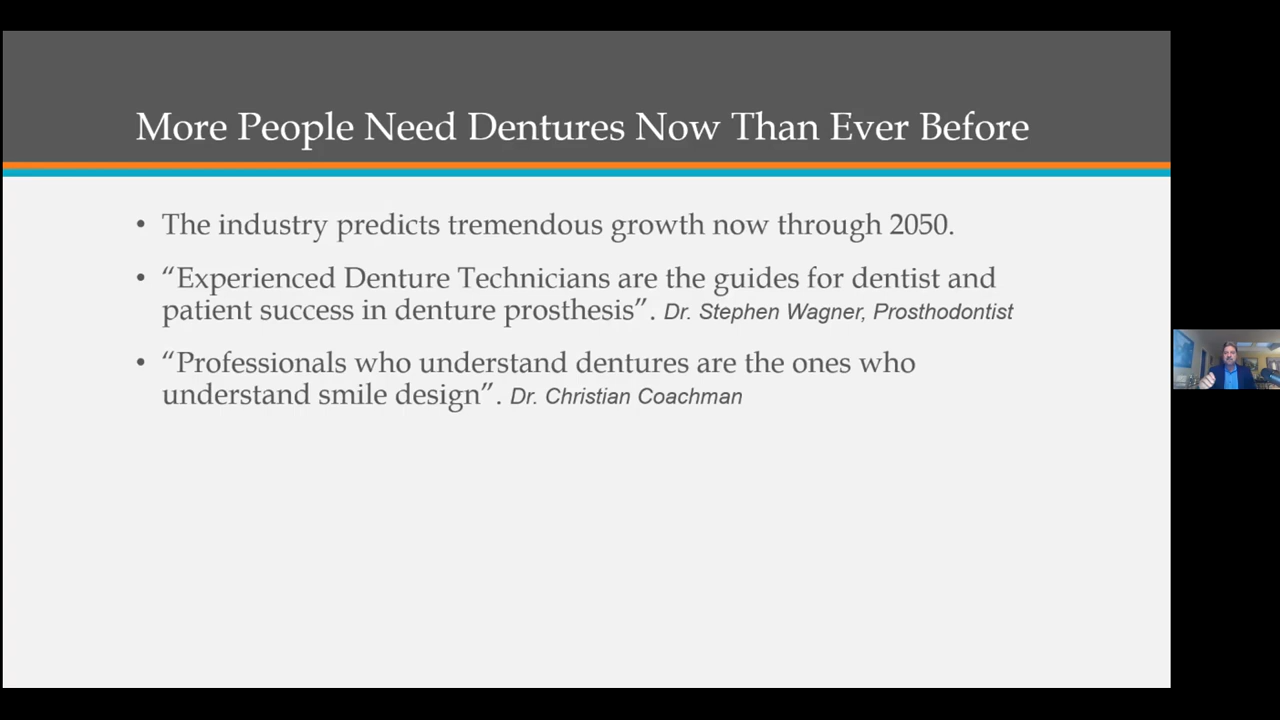 More People Need Dentures Now Than Ever Before
• The industry predicts tremendous growth now through 2050.
• “Experienced Denture Technicians are the guides for dentist and
patient success in denture prosthesis”. Dr. Stephen Wagner, Prosthodontist
• “Professionals who understand dentures are the ones who
understand smile design”. Dr. Christian Coachman